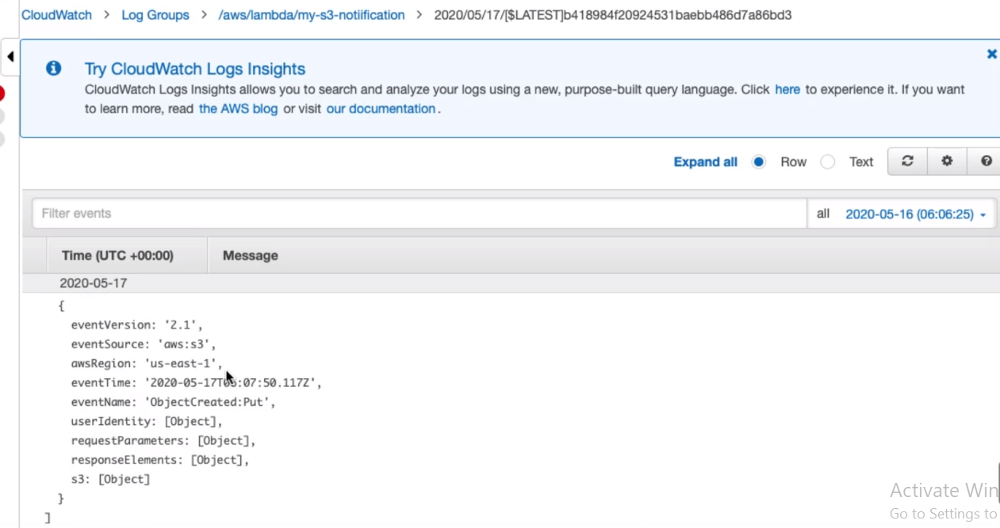 CloudWatch > Log Groups > /aws/lambda/my-s3-notiification > 2020/05/17/[$LATEST]b418984f20924531baebb486d7a86bd3
Try CloudWatch Logs Insights
CloudWatch Logs Insights allows you to search and analyze your logs using a new, purpose-built query language. Click here to experience it. If you want
to learn more, read the AWS blog or visit our documentation.
Expand all Row Text
Filter events all 2020-05-16 (06:06:25)
Time (UTC +00:00) Message
2020-05-17
{
eventVersion: '2.1',
eventSource: 'aws:s3',
awsRegion: 'us-east-1',
eventTime: '2020-05-17T06:07:50.117Z',
eventName: 'ObjectCreated:Put',
userIdentity: [Object],
requestParameters: [Object],
responseElements: [Object],
s3: [Object]
}
]
Activate Win
Go to Settings to